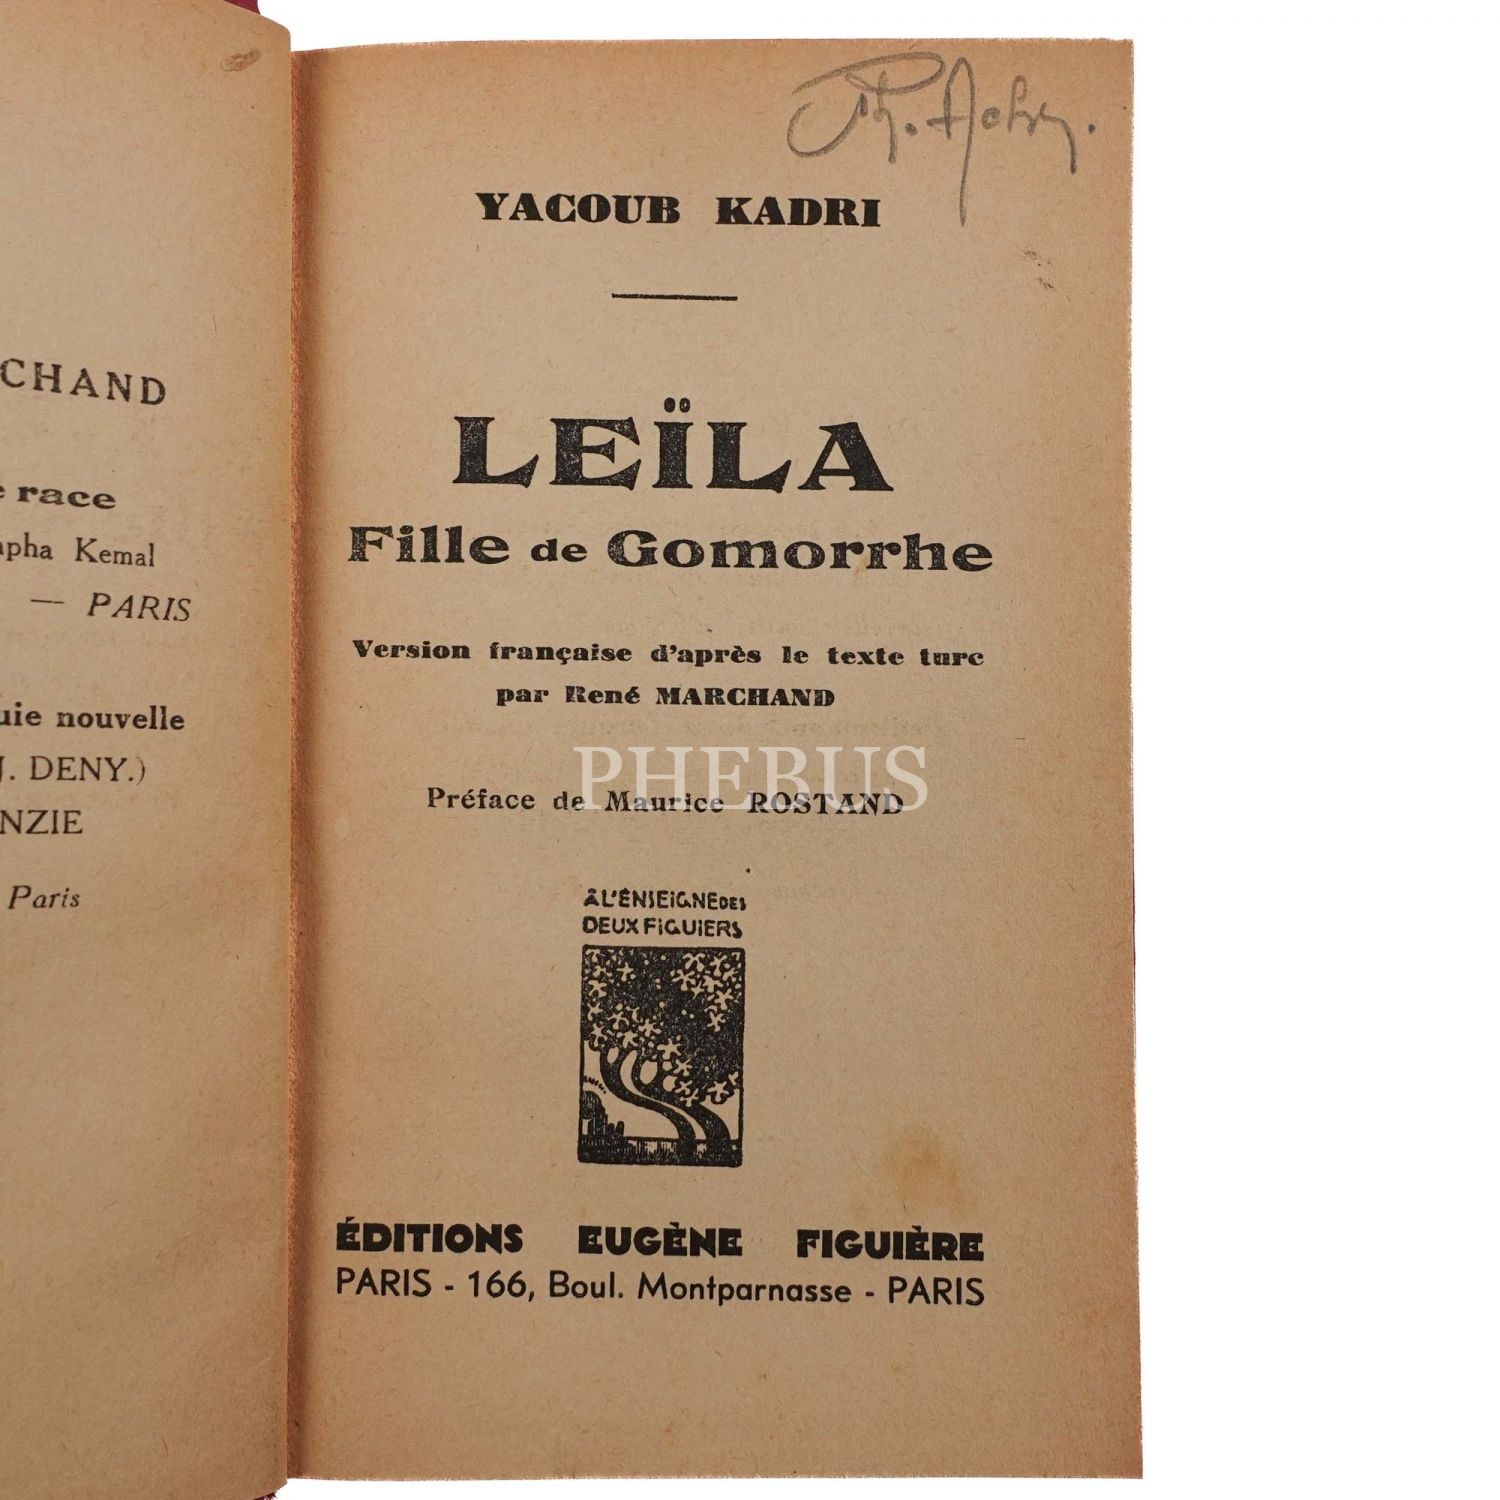 CHAND
race
Kemal
— PARIS
nouvelle
J. DENY.)
NZIE
Paris
YACOUB KADRI
LEÏLA
Fille de Gomorrhe
Version française d'après le texte turc
par René MARCHAND
PHEBUS
Préface de Maurice ROSTAND
À L'ENSEIGNE DES
DEUX FIGUIERS
ÉDITIONS EUGÈNE FIGUIÈRE
PARIS - 166, Boul. Montparnasse - PARIS